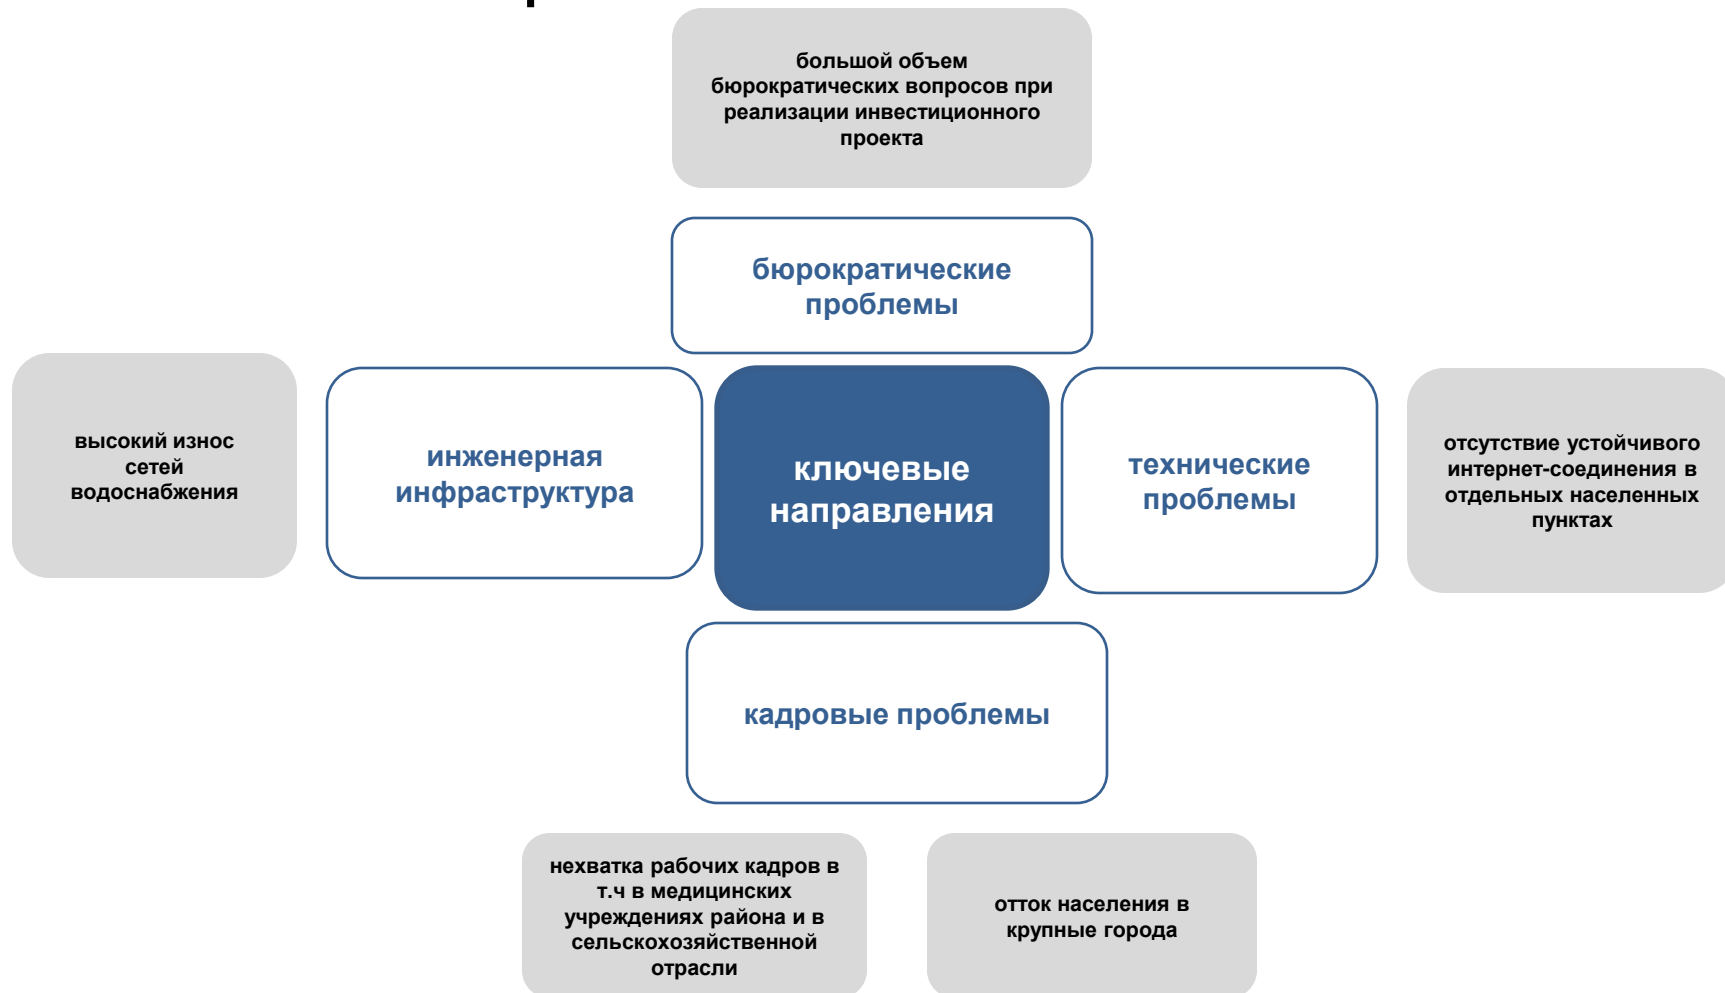 большой объем
бюрократических вопросов при
реализации инвестиционного
проекта
бюрократические
проблемы
высокий износ
сетей
водоснабжения
инженерная
инфраструктура
ключевые
направления
технические
проблемы
отсутствие устойчивого
интернет-соединения в
отдельных населенных
пунктах
кадровые проблемы
нехватка рабочих кадров в
т.ч в медицинских
учреждениях района и в
сельскохозяйственной
отрасли
отток населения в
крупные города